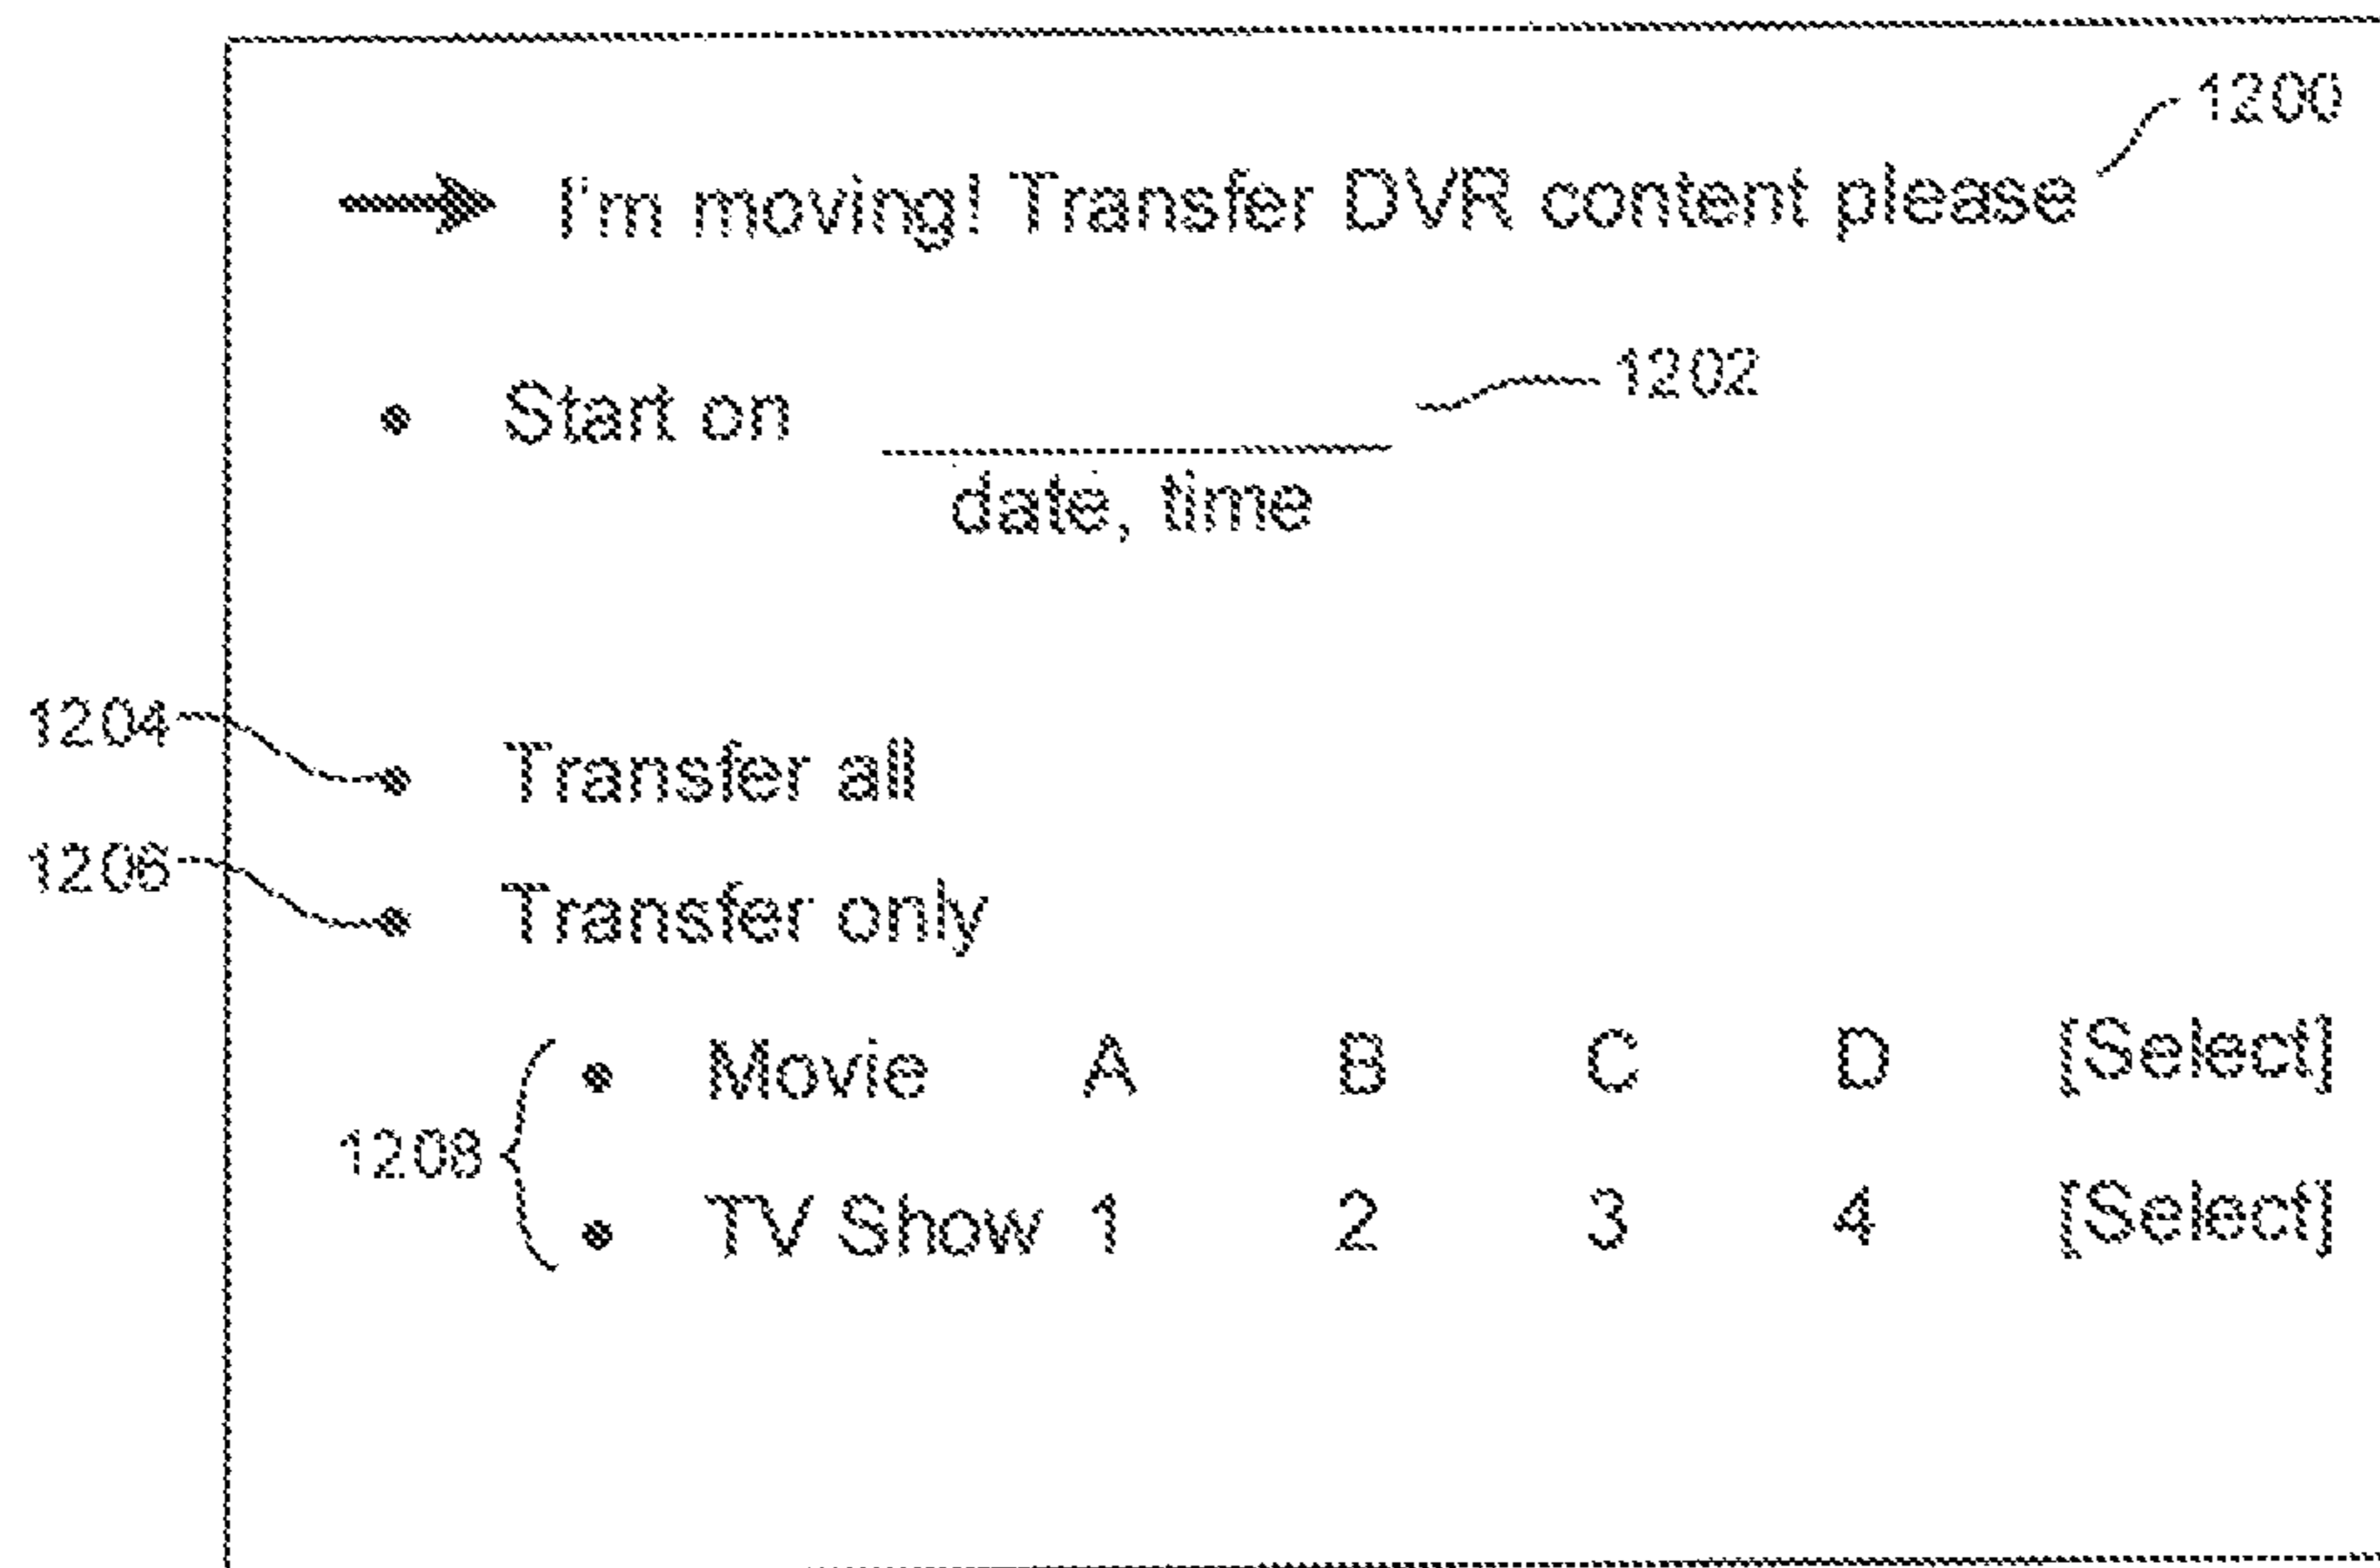 1200
I'm moving! Transfer DVR content please
Start on 1202
date, time
1204
Transfer all
1206
Transfer only
Movie A B C D [Select]
1208
TV Show 1 2 3 4 [Select]